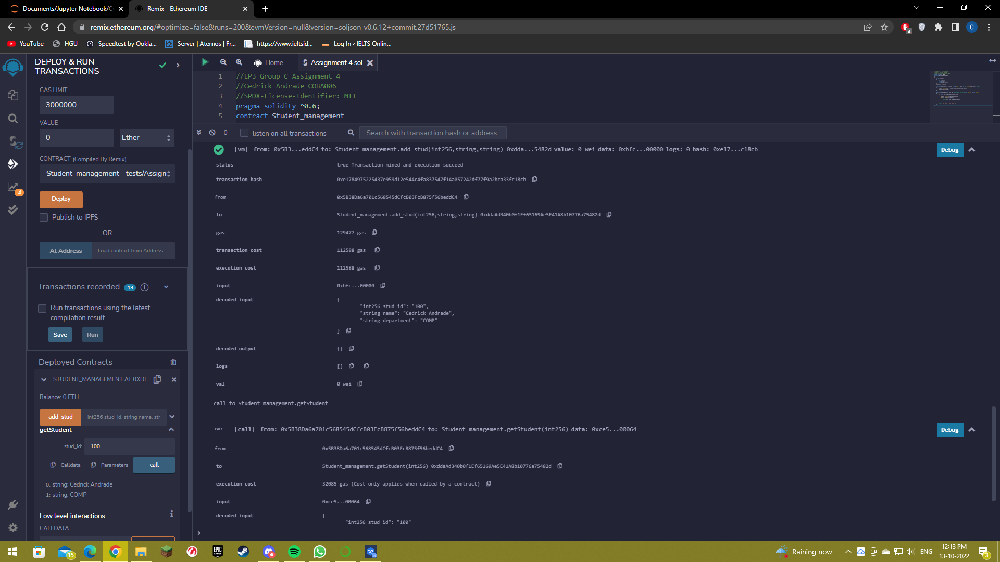 Documents/Jupyter Notebook/C
Remix - Ethereum IDE
remix.ethereum.org/#optimize=false&runs=200&evmVersion=null&version=soljson-v0.6.12+commit.27d51765.js
4
C
YouTube
HGU
Speedtest by Ookla...
Server | Aternos | Fr...
https://www.ieltsid...
Log In ‹ IELTS Onlin...
DEPLOY & RUN
TRANSACTIONS
GAS LIMIT
3000000
VALUE
0
Ether
CONTRACT (Compiled By Remix)
Student_management - tests/Assign
Deploy
Publish to IPFS
OR
At Address
Load contract from Address
4
Transactions recorded 13
Run transactions using the latest
compilation result
Save
Run
Deployed Contracts
STUDENT_MANAGEMENT AT 0XDD
Balance: 0 ETH
add_stud
int256 stud_id, string name, str
getStudent
stud_id:
100
Calldata
Parameters
call
0: string: Cedrick Andrade
1: string: COMP
Low level interactions
CALLDATA
Home
Assignment 4.sol
1 //LP3 Group C Assignment 4
2 //Cedrick Andrade COBA006
3 //SPDX-License-Identifier: MIT
4 pragma solidity ^0.6;
5 contract Student_management
0
listen on all transactions
Search with transaction hash or address
[vm] from: 0x5B3...eddC4 to: Student_management.add_stud(int256,string,string) 0xdda...5482d value: 0 wei data: 0xbfc...00000 logs: 0 hash: 0xe17...c18cb
Debug
status true Transaction mined and execution succeed
transaction hash 0xe1784975225437e959d12e544c4fa837547f14a057242df77f9a2bca33fc18cb
from 0x5B38Da6a701c568545dCfcB03FcB875f56beddC4
to Student_management.add_stud(int256,string,string) 0xddaAd340b0f1Ef65169Ae5E41A8b10776a75482d
gas 129477 gas
transaction cost 112588 gas
execution cost 112588 gas
input 0xbfc...00000
decoded input {
"int256 stud_id": "100",
"string name": "Cedrick Andrade",
"string department": "COMP"
}
decoded output {}
logs []
val 0 wei
call to Student_management.getStudent
CALL [call] from: 0x5B38Da6a701c568545dCfcB03FcB875f56beddC4 to: Student_management.getStudent(int256) data: 0xce5...00064
Debug
from 0x5B38Da6a701c568545dCfcB03FcB875f56beddC4
to Student_management.getStudent(int256) 0xddaAd340b0f1Ef65169Ae5E41A8b10776a75482d
execution cost 32085 gas (Cost only applies when called by a contract)
input 0xce5...00064
decoded input {
"int256 stud id": "100"
>
15
EPIC
GAMES
Raining now
ENG
12:13 PM
13-10-2022
3